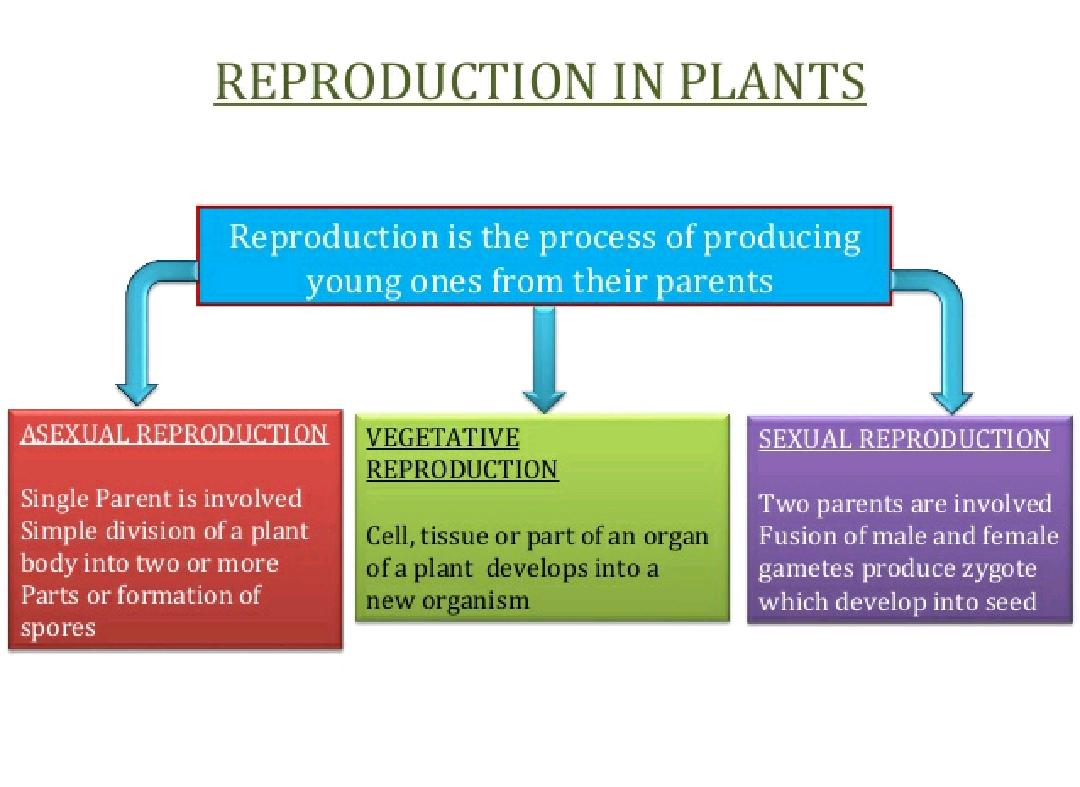 REPRODUCTION IN PLANTS
Reproduction is the process of producing
young ones from their parents
ASEXUAL REPRODUCTION
Single Parent is involved
Simple division of a plant
body into two or more
Parts or formation of
spores
VEGETATIVE
REPRODUCTION
Cell, tissue or part of an organ
of a plant develops into a
new organism
SEXUAL REPRODUCTION
Two parents are involved
Fusion of male and female
gametes produce zygote
which develop into seed